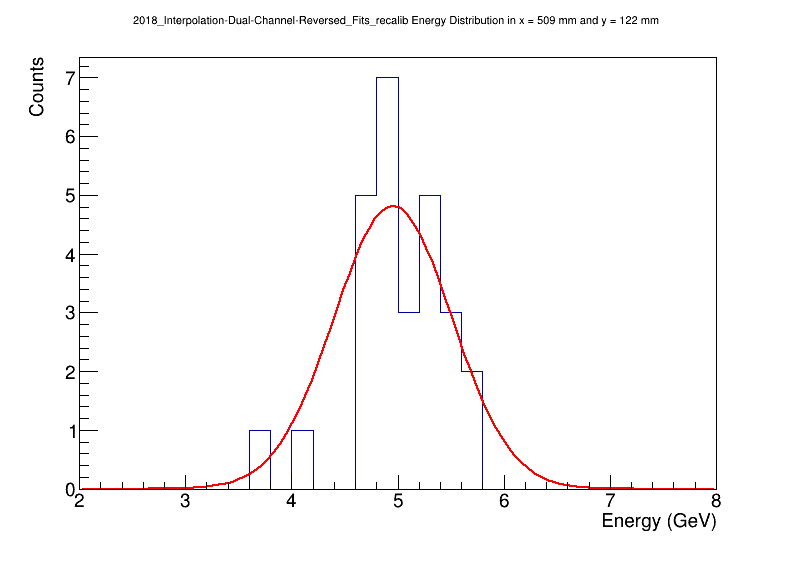 2018_Interpolation-Dual-Channel-Reversed_Fits_recalib Energy Distribution in x = 509 mm and y = 122 mm
Counts
7
6
5
4
3
2
1
0
2 3 4 5 6 7 8
Energy (GeV)